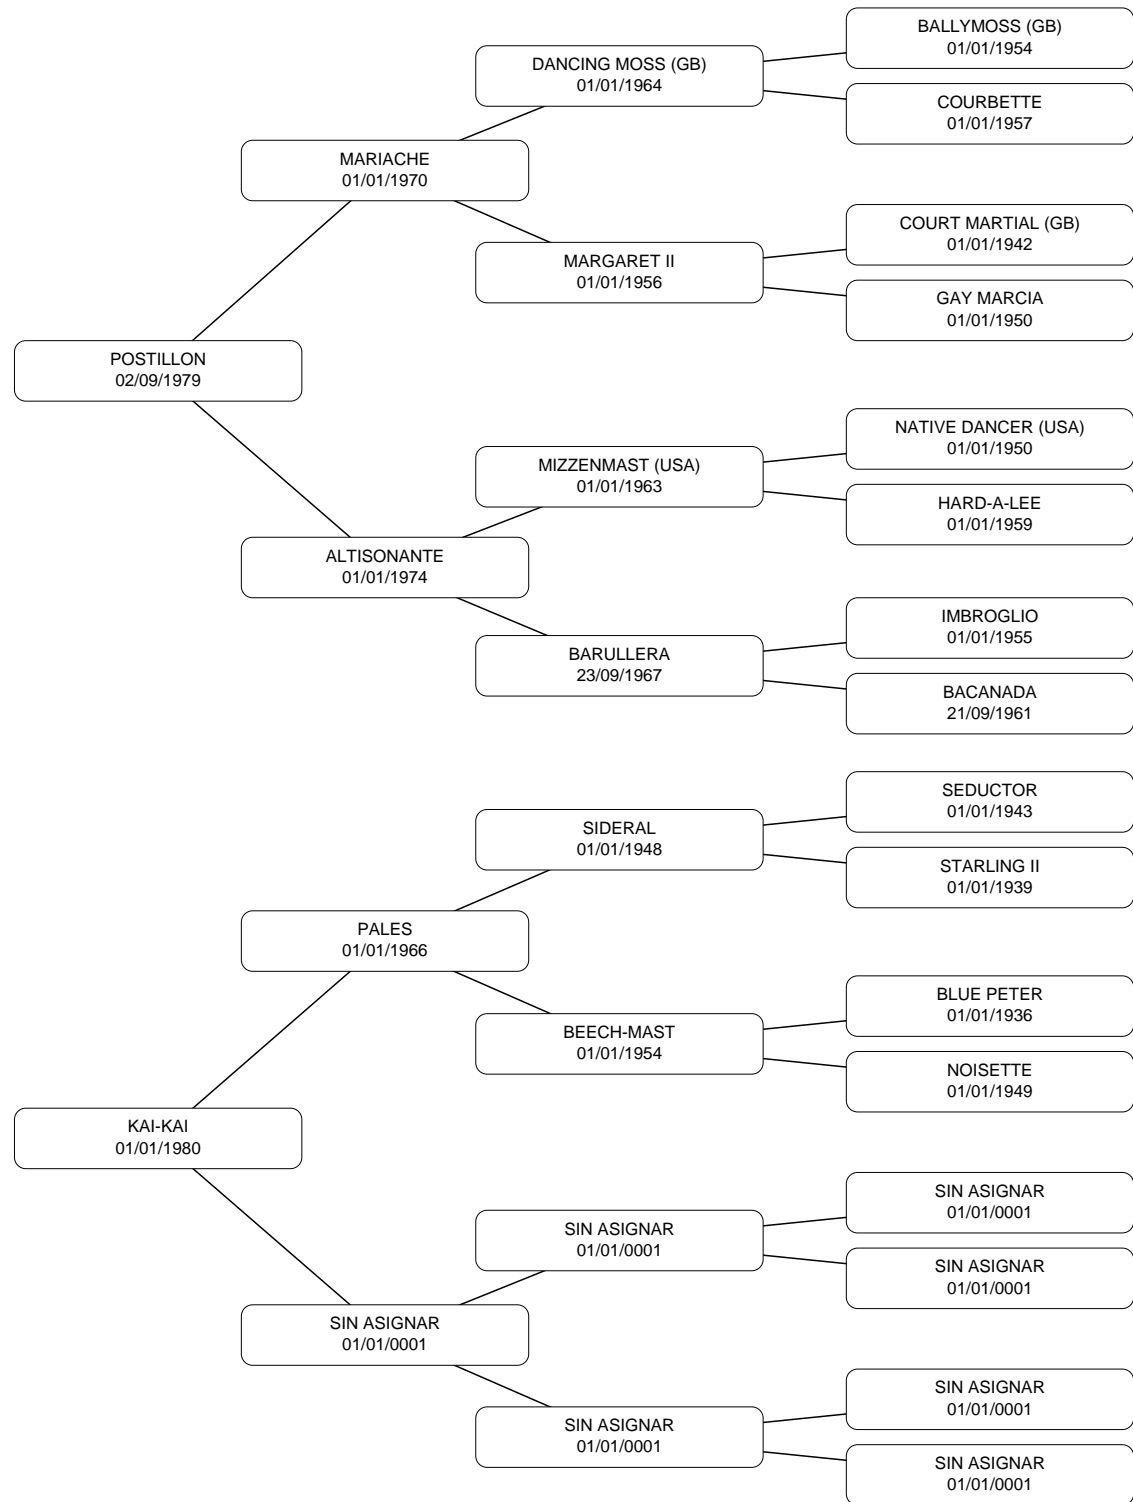 BALLYMOSS (GB)
01/01/1954
DANCING MOSS (GB)
01/01/1964
COURBETTE
01/01/1957
MARIACHE
01/01/1970
COURT MARTIAL (GB)
01/01/1942
MARGARET II
01/01/1956
GAY MARCIA
01/01/1950
POSTILLON
02/09/1979
NATIVE DANCER (USA)
01/01/1950
MIZZENMAST (USA)
01/01/1963
HARD-A-LEE
01/01/1959
ALTISONANTE
01/01/1974
IMBROGLIO
01/01/1955
BARULLERA
23/09/1967
BACANADA
21/09/1961
SEDUCTOR
01/01/1943
SIDERAL
01/01/1948
STARLING II
01/01/1939
PALES
01/01/1966
BLUE PETER
01/01/1936
BEECH-MAST
01/01/1954
NOISETTE
01/01/1949
KAI-KAI
01/01/1980
SIN ASIGNAR
01/01/0001
SIN ASIGNAR
01/01/0001
SIN ASIGNAR
01/01/0001
SIN ASIGNAR
01/01/0001
SIN ASIGNAR
01/01/0001
SIN ASIGNAR
01/01/0001
SIN ASIGNAR
01/01/0001